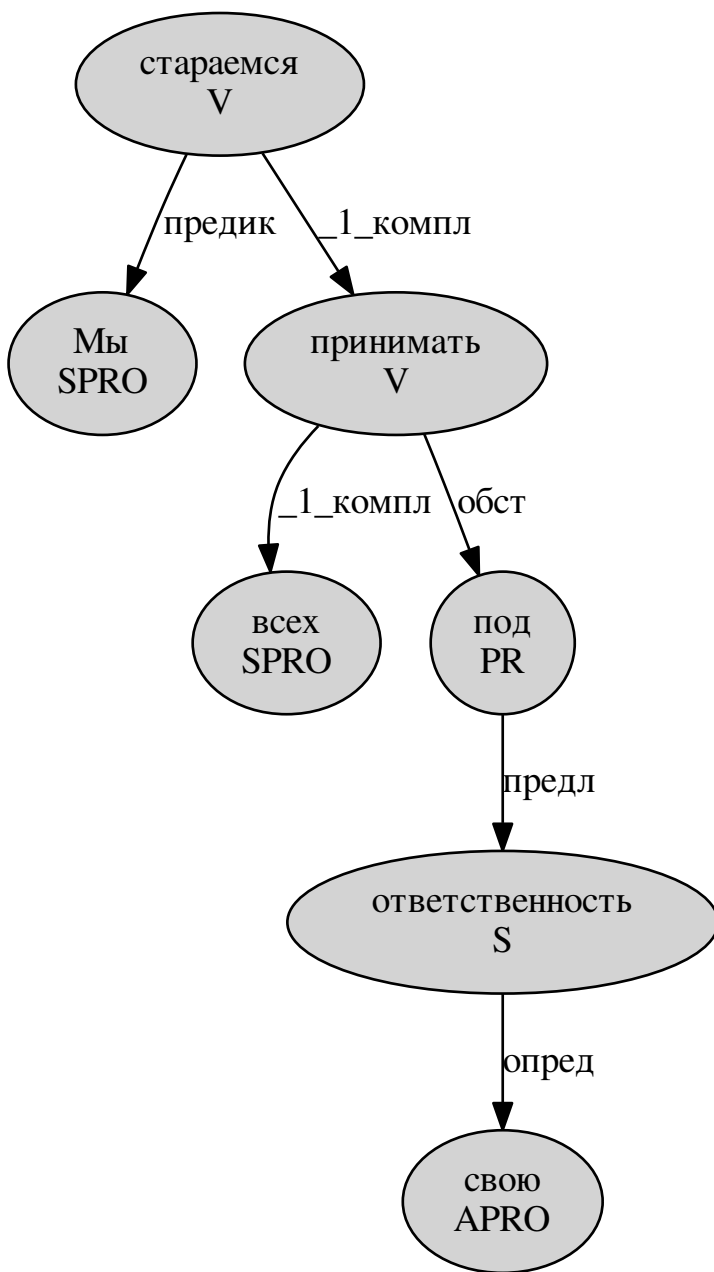 стараемся
V
предик
_1_компл
Мы
SPRO
принимать
V
_1_компл
обст
всех
SPRO
под
PR
предл
ответственность
S
опред
свою
APRO